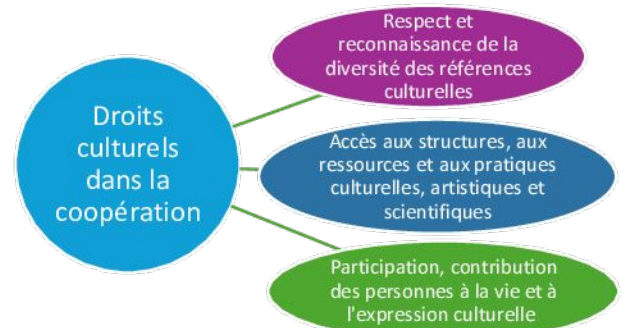 Droits
culturels
dans la
coopération
Respect et
reconnaissance de la
diversité des références
culturelles
Accès aux structures, aux
ressources et aux pratiques
culturelles, artistiques et
scientifiques
Participation, contribution
des personnes à la vie et à
l'expression culturelle